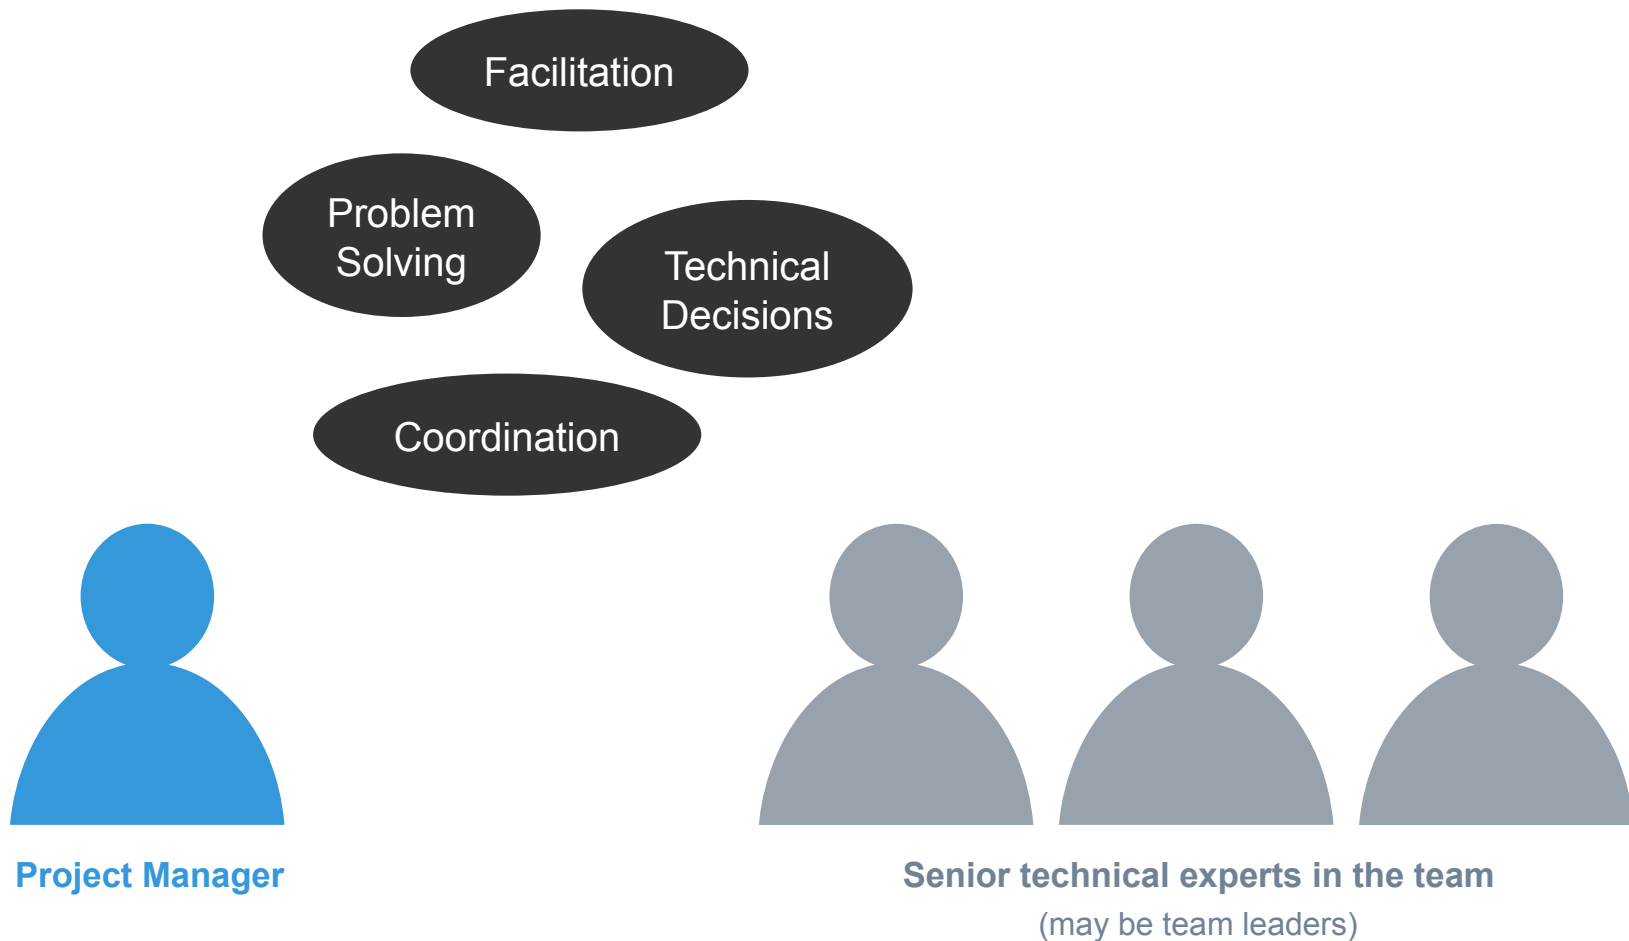 Facilitation
Problem
Solving
Technical
Decisions
Coordination
Project Manager
Senior technical experts in the team
(may be team leaders)